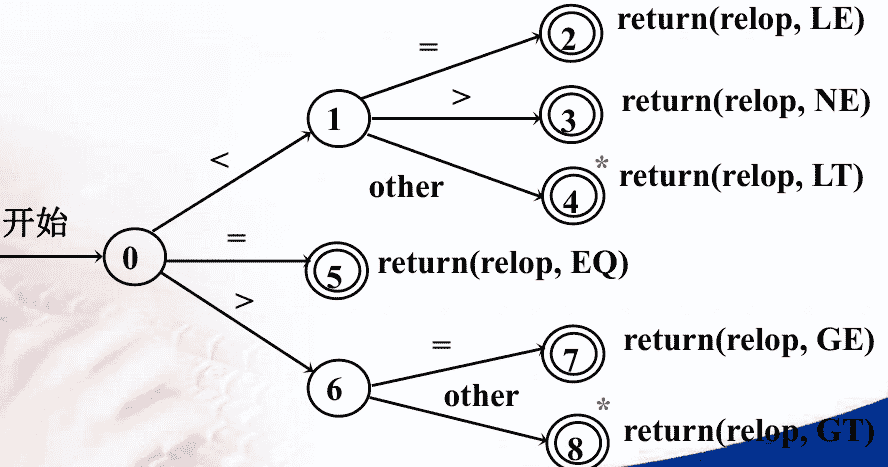 = 2 return(relop, LE)
> 3 return(relop, NE)
1
< other 4 * return(relop, LT)
开始 0 = 5 return(relop, EQ)
> 6 = 7 return(relop, GE)
other 8 * return(relop, GT)